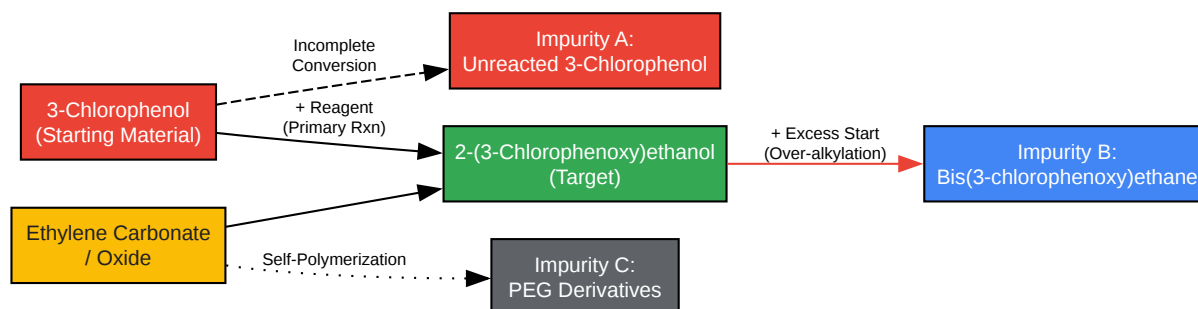 Impurity A:
Unreacted 3-Chlorophenol
Incomplete
Conversion
3-Chlorophenol
(Starting Material)
+ Reagent
(Primary Rxn)
2-(3-Chlorophenoxy)ethanol
(Target)
+ Excess Start
(Over-alkylation)
Impurity B:
Bis(3-chlorophenoxy)ethane
Ethylene Carbonate
/ Oxide
Self-Polymerization
Impurity C:
PEG Derivatives